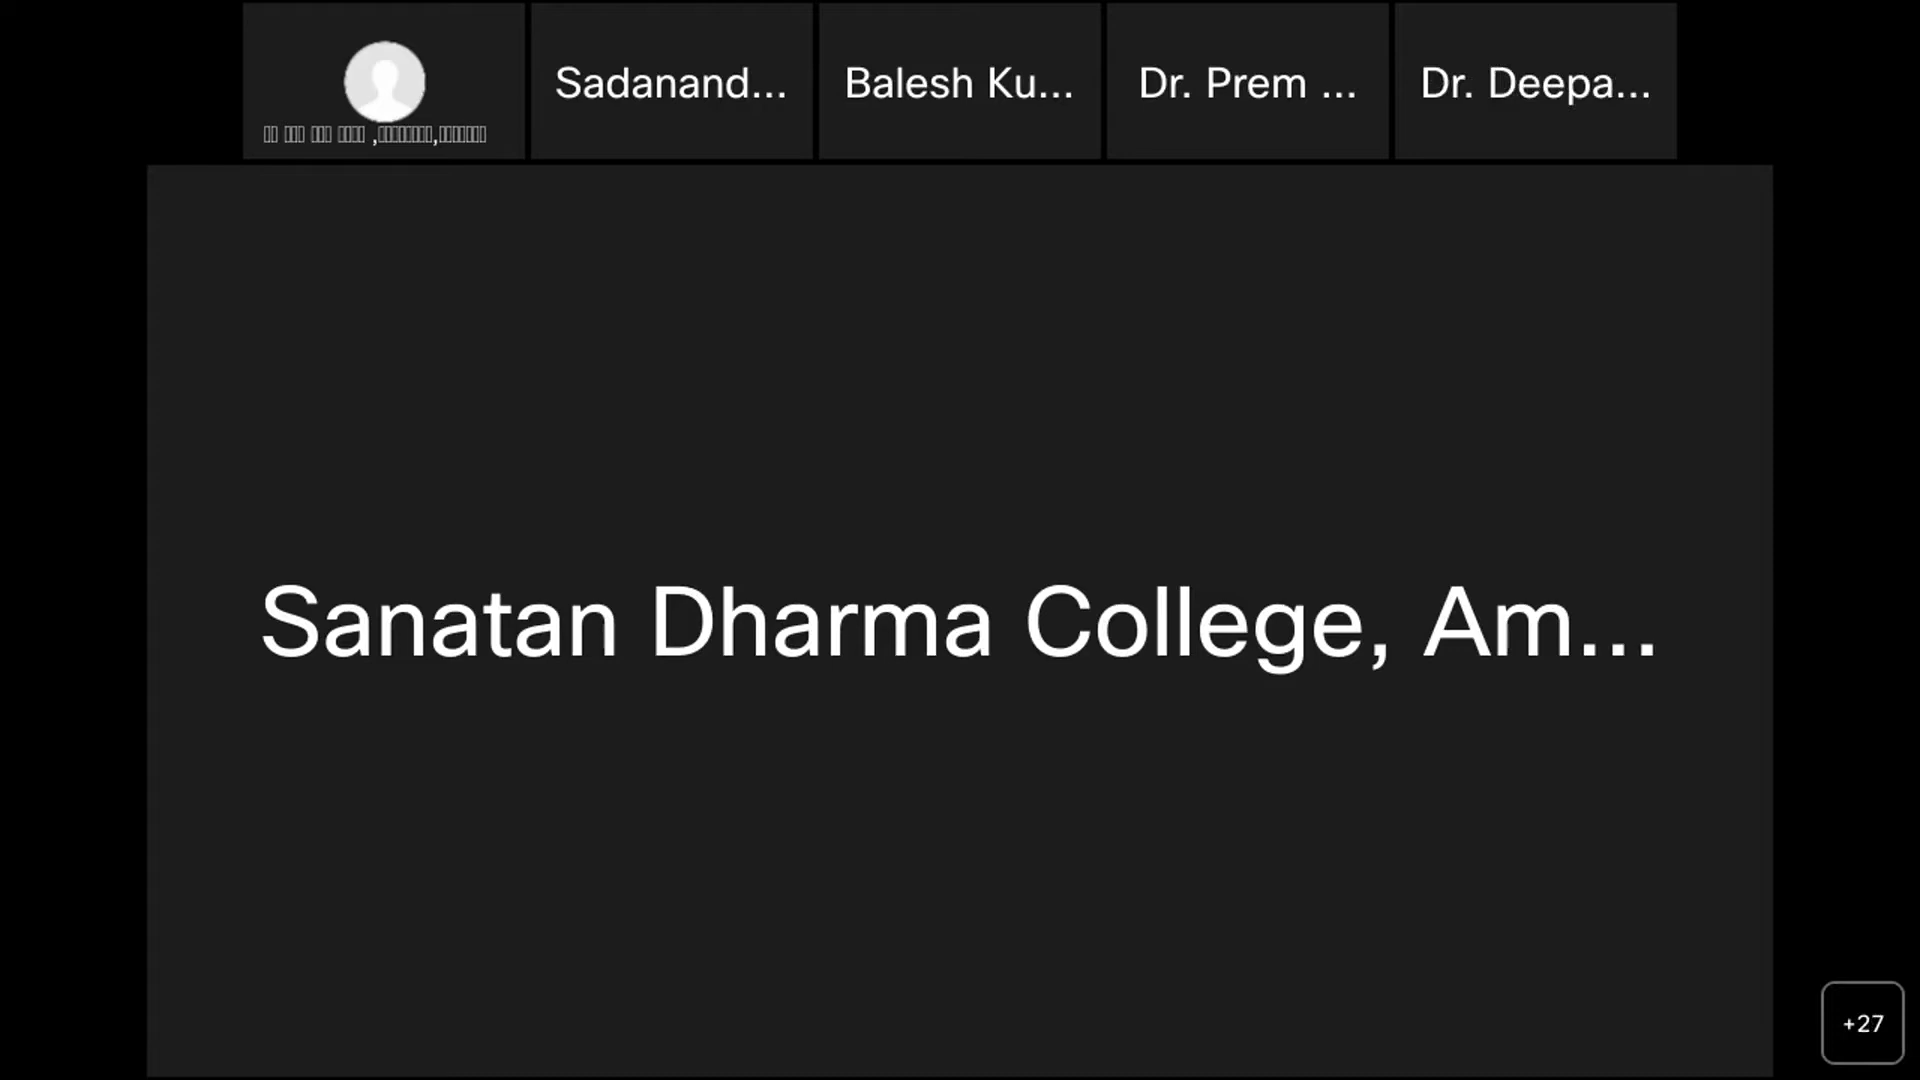 Sadanand...
Balesh Ku...
Dr. Prem ...
Dr. Deepa...
Sanatan Dharma College, Am...
+27